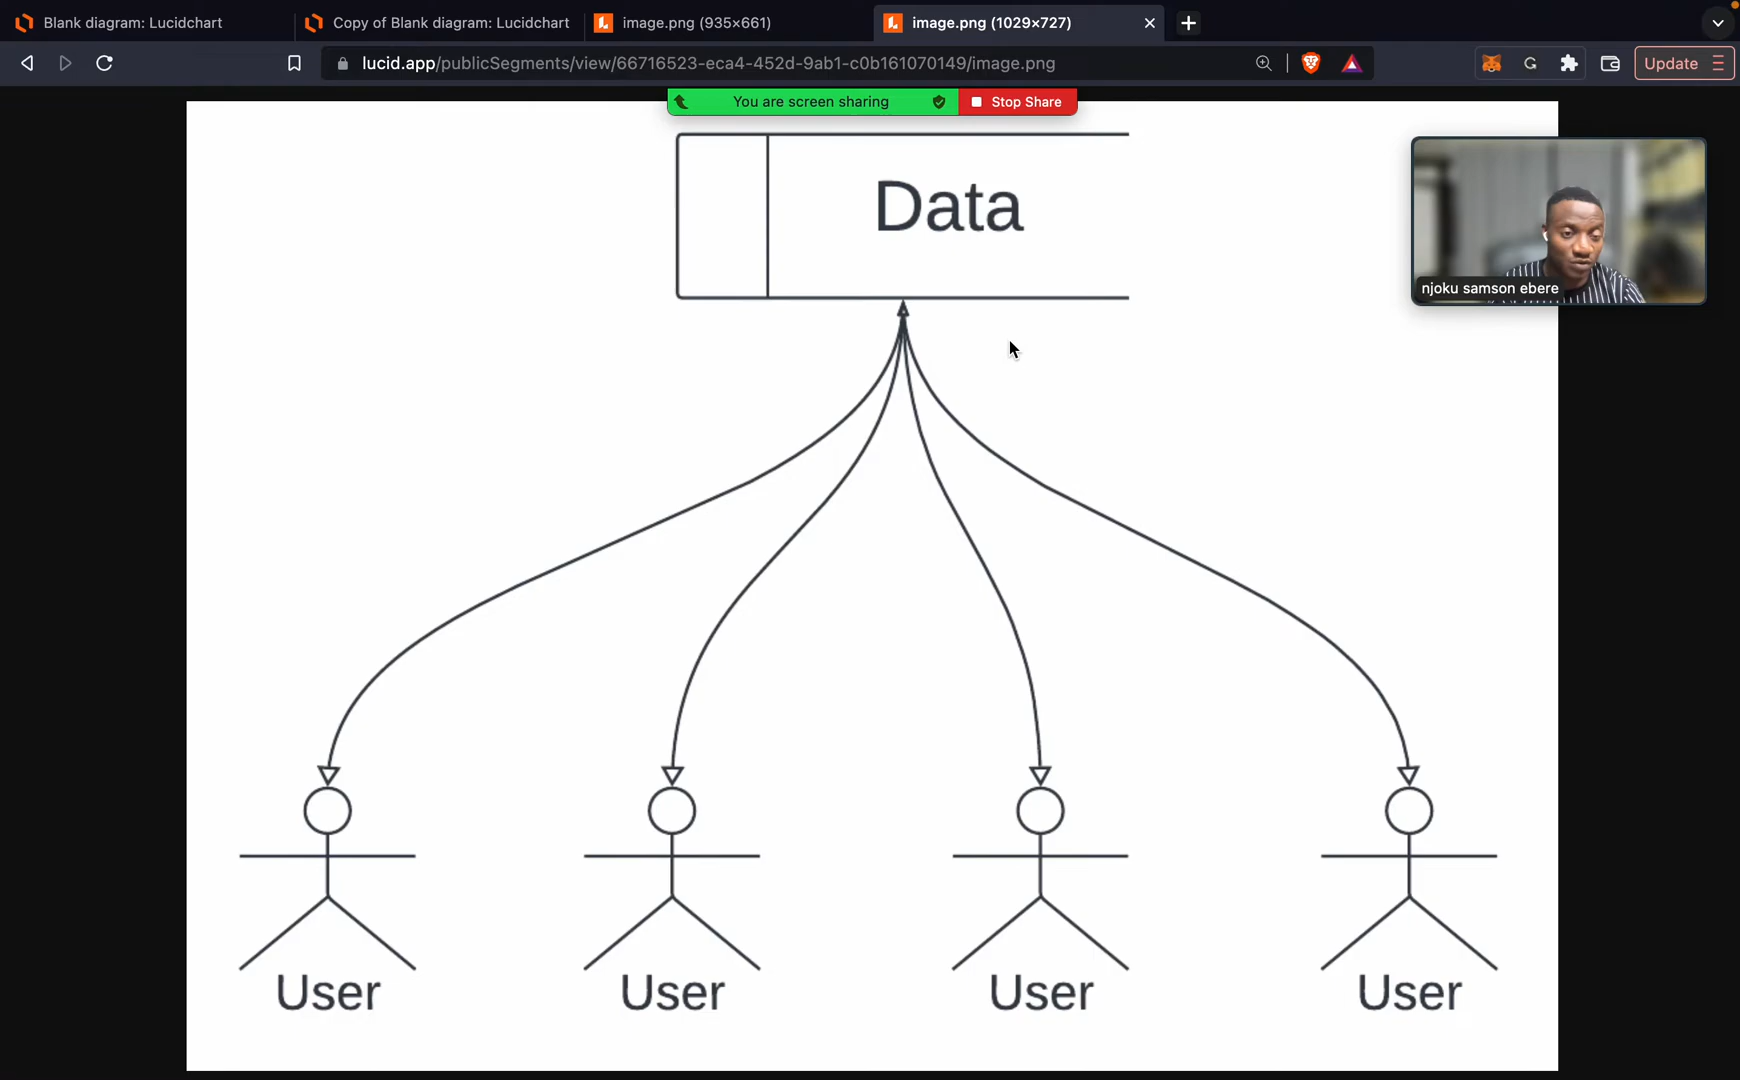 Blank diagram: Lucidchart
Copy of Blank diagram: Lucidchart
image.png (935×661)
image.png (1029×727)
lucid.app/publicSegments/view/66716523-eca4-452d-9ab1-c0b161070149/image.png
Update
You are screen sharing
Stop Share
Data
njoku samson ebere
User
User
User
User